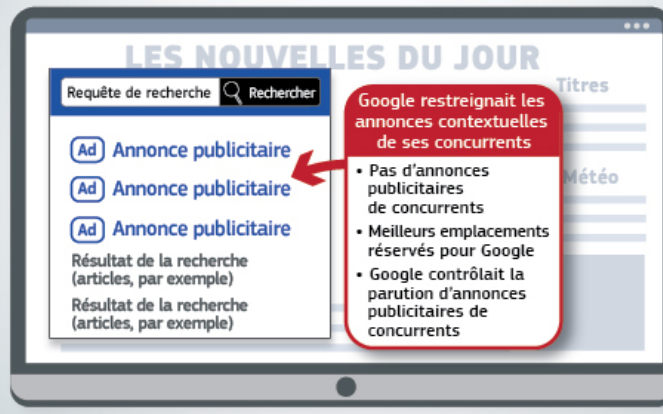 LES NOUVELLES DU JOUR
Titres
Météo
Requête de recherche Rechercher
Ad Annonce publicitaire
Ad Annonce publicitaire
Ad Annonce publicitaire
Résultat de la recherche
(articles, par exemple)
Résultat de la recherche
(articles, par exemple)
Google restreignait les
annonces contextuelles
de ses concurrents
• Pas d'annonces
publicitaires
de concurrents
• Meilleurs emplacements
réservés pour Google
• Google contrôlait la
parution d'annonces
publicitaires de
concurrents